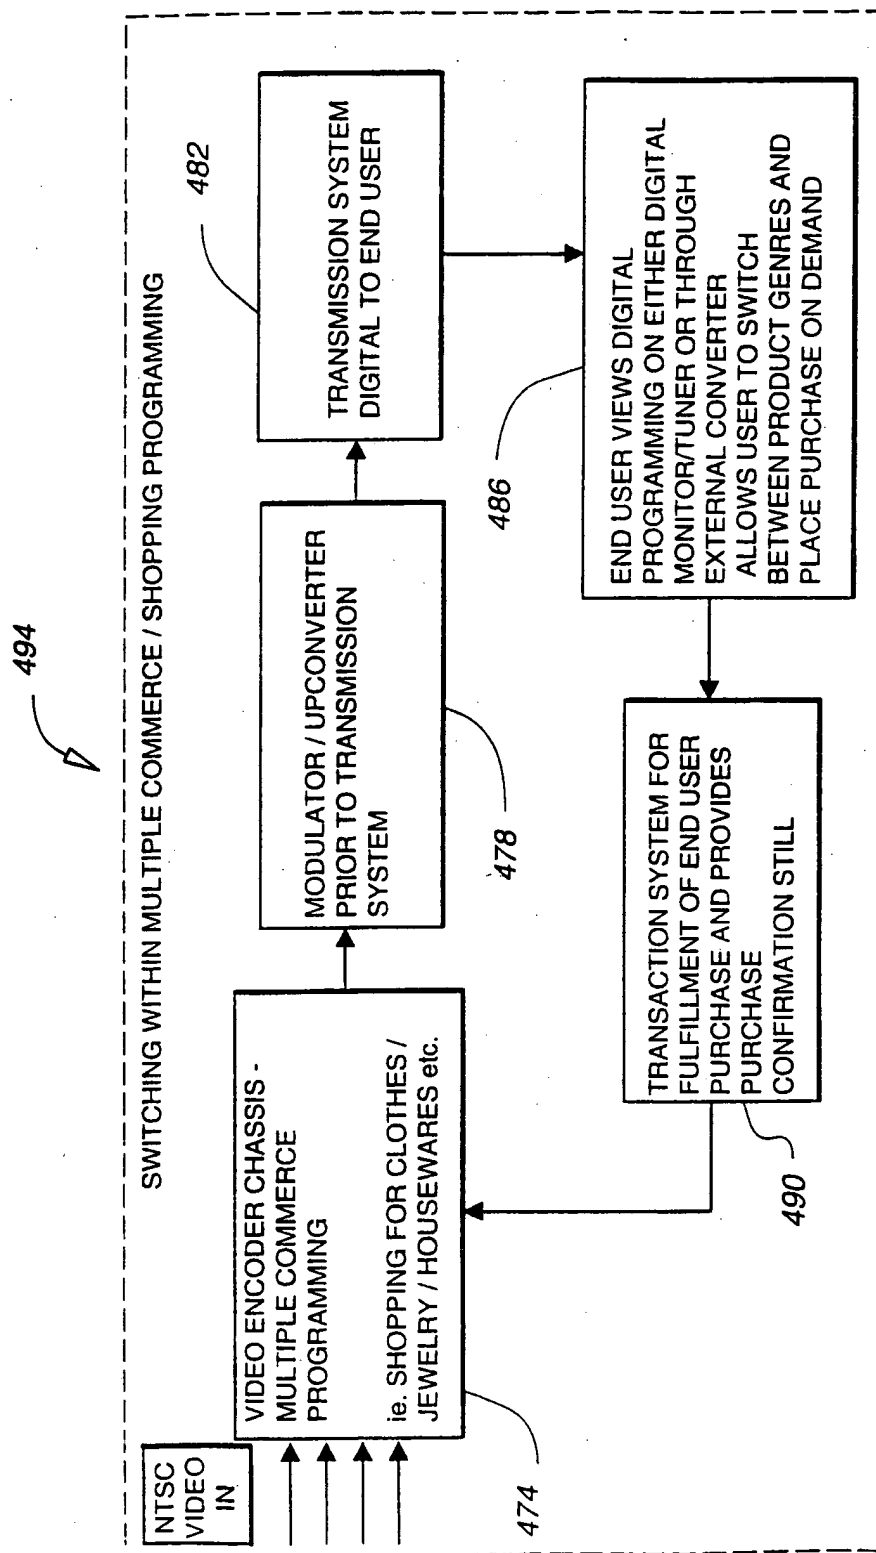 494
SWITCHING WITHIN MULTIPLE COMMERCE / SHOPPING PROGRAMMING
NTSC
VIDEO
IN
VIDEO ENCODER CHASSIS -
MULTIPLE COMMERCE
PROGRAMMING
ie. SHOPPING FOR CLOTHES /
JEWELRY / HOUSEWARES etc.
474
MODULATOR / UPCONVERTER
PRIOR TO TRANSMISSION
SYSTEM
478
TRANSMISSION SYSTEM
DIGITAL TO END USER
482
END USER VIEWS DIGITAL
PROGRAMMING ON EITHER DIGITAL
MONITOR/TUNER OR THROUGH
EXTERNAL CONVERTER
ALLOWS USER TO SWITCH
BETWEEN PRODUCT GENRES AND
PLACE PURCHASE ON DEMAND
486
TRANSACTION SYSTEM FOR
FULFILLMENT OF END USER
PURCHASE AND PROVIDES
PURCHASE
CONFIRMATION STILL
490